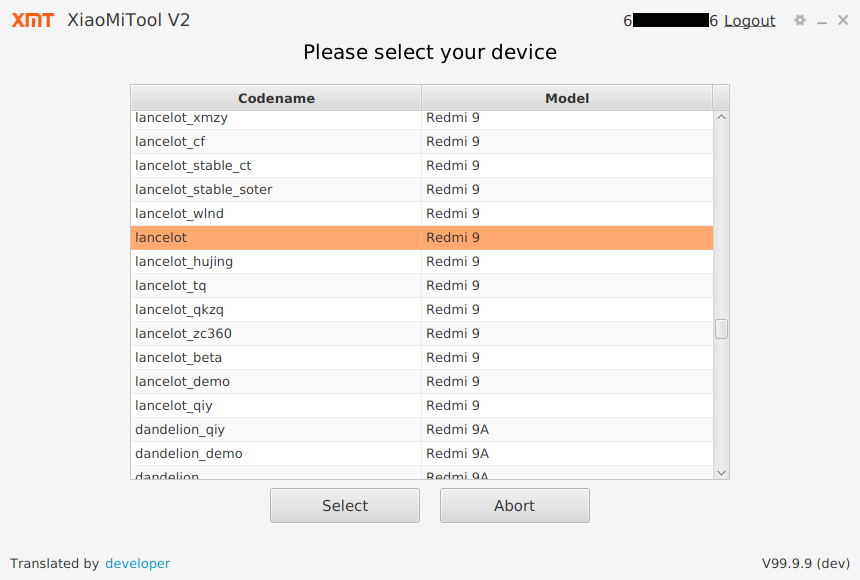 XMT XiaoMiTool V2 6 6 Logout
Please select your device
Codename Model
lancelot_xmzy Redmi 9
lancelot_cf Redmi 9
lancelot_stable_ct Redmi 9
lancelot_stable_soter Redmi 9
lancelot_wlnd Redmi 9
lancelot Redmi 9
lancelot_hujing Redmi 9
lancelot_tq Redmi 9
lancelot_qkzq Redmi 9
lancelot_zc360 Redmi 9
lancelot_beta Redmi 9
lancelot_demo Redmi 9
lancelot_qiy Redmi 9
dandelion_qiy Redmi 9A
dandelion_demo Redmi 9A
dandelion Redmi 9A
Select Abort
Translated by developer V99.9.9 (dev)